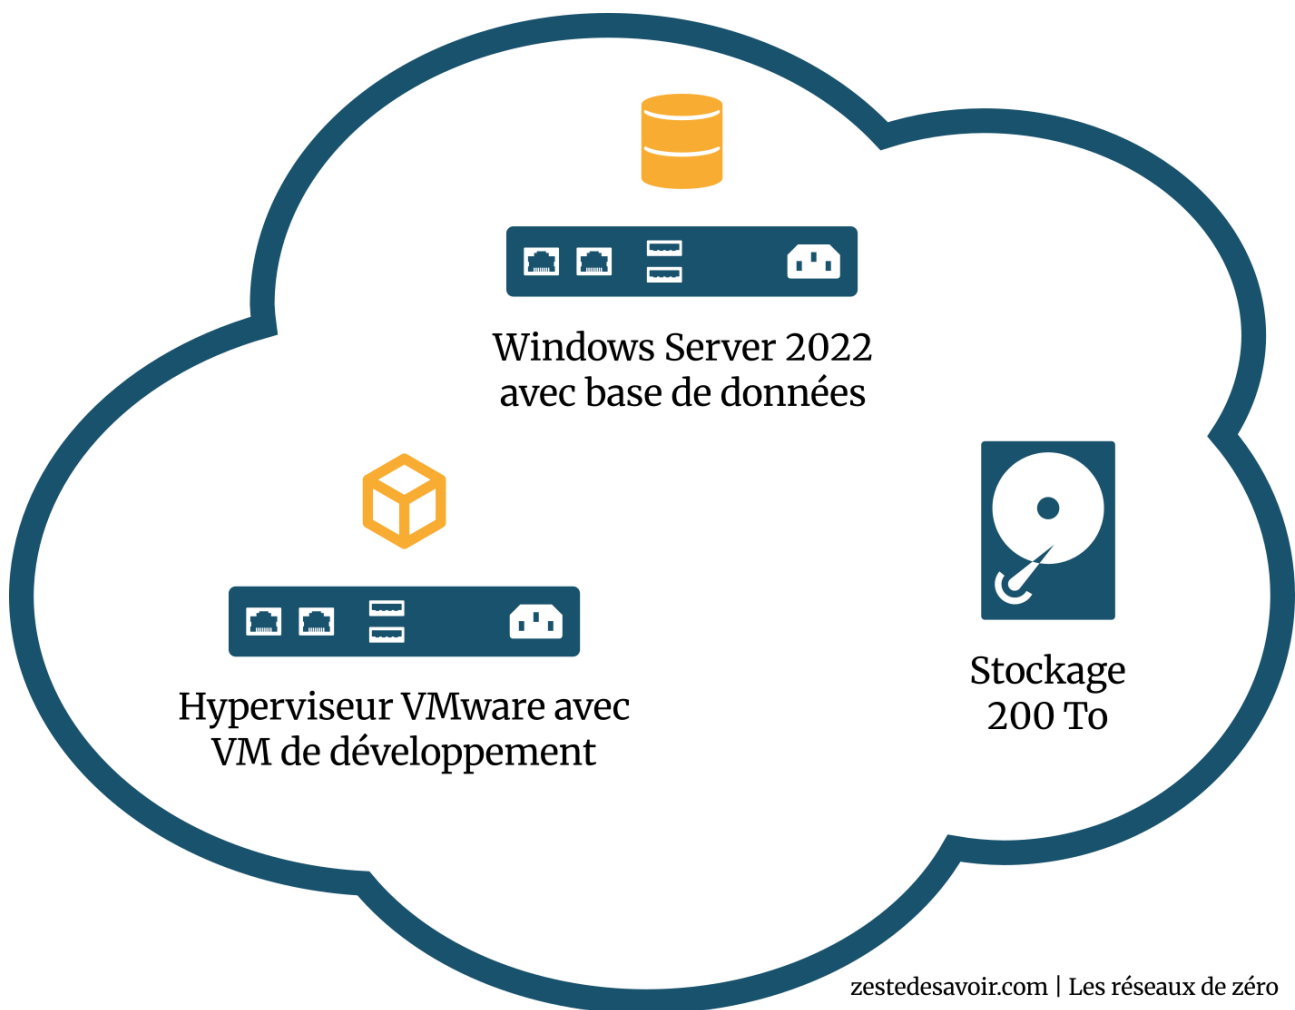 Windows Server 2022
avec base de données
Hyperviseur VMware avec
VM de développement
Stockage
200 To
zestedesavoir.com | Les réseaux de zéro